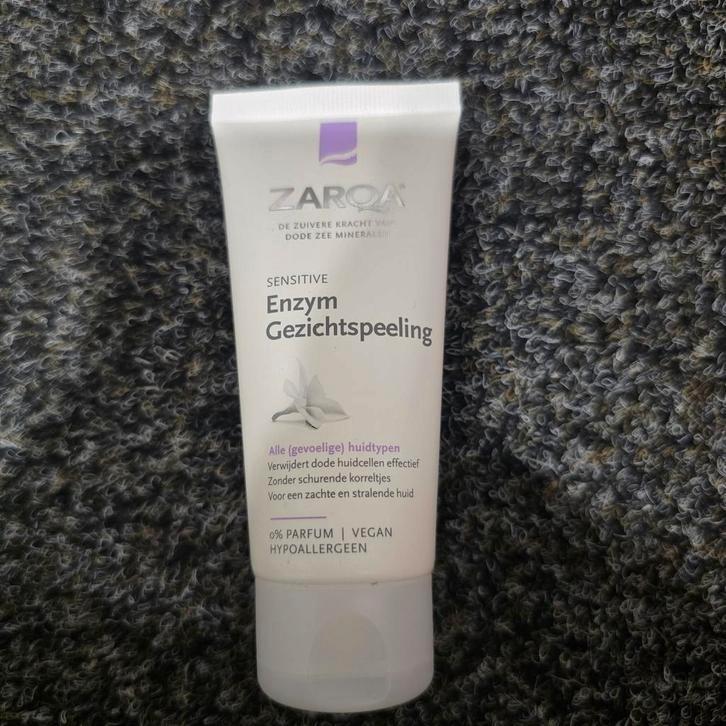 ZARQA
DE ZUIVERE KRACHT VAN
DODE ZEE MINERALEN
SENSITIVE
Enzym
Gezichtspeeling
Alle (gevoelige) huidtypen
Verwijdert dode huidcellen effectief
Zonder schurende korreltjes
Voor een zachte en stralende huid
0% PARFUM | VEGAN
HYPOALLERGEEN